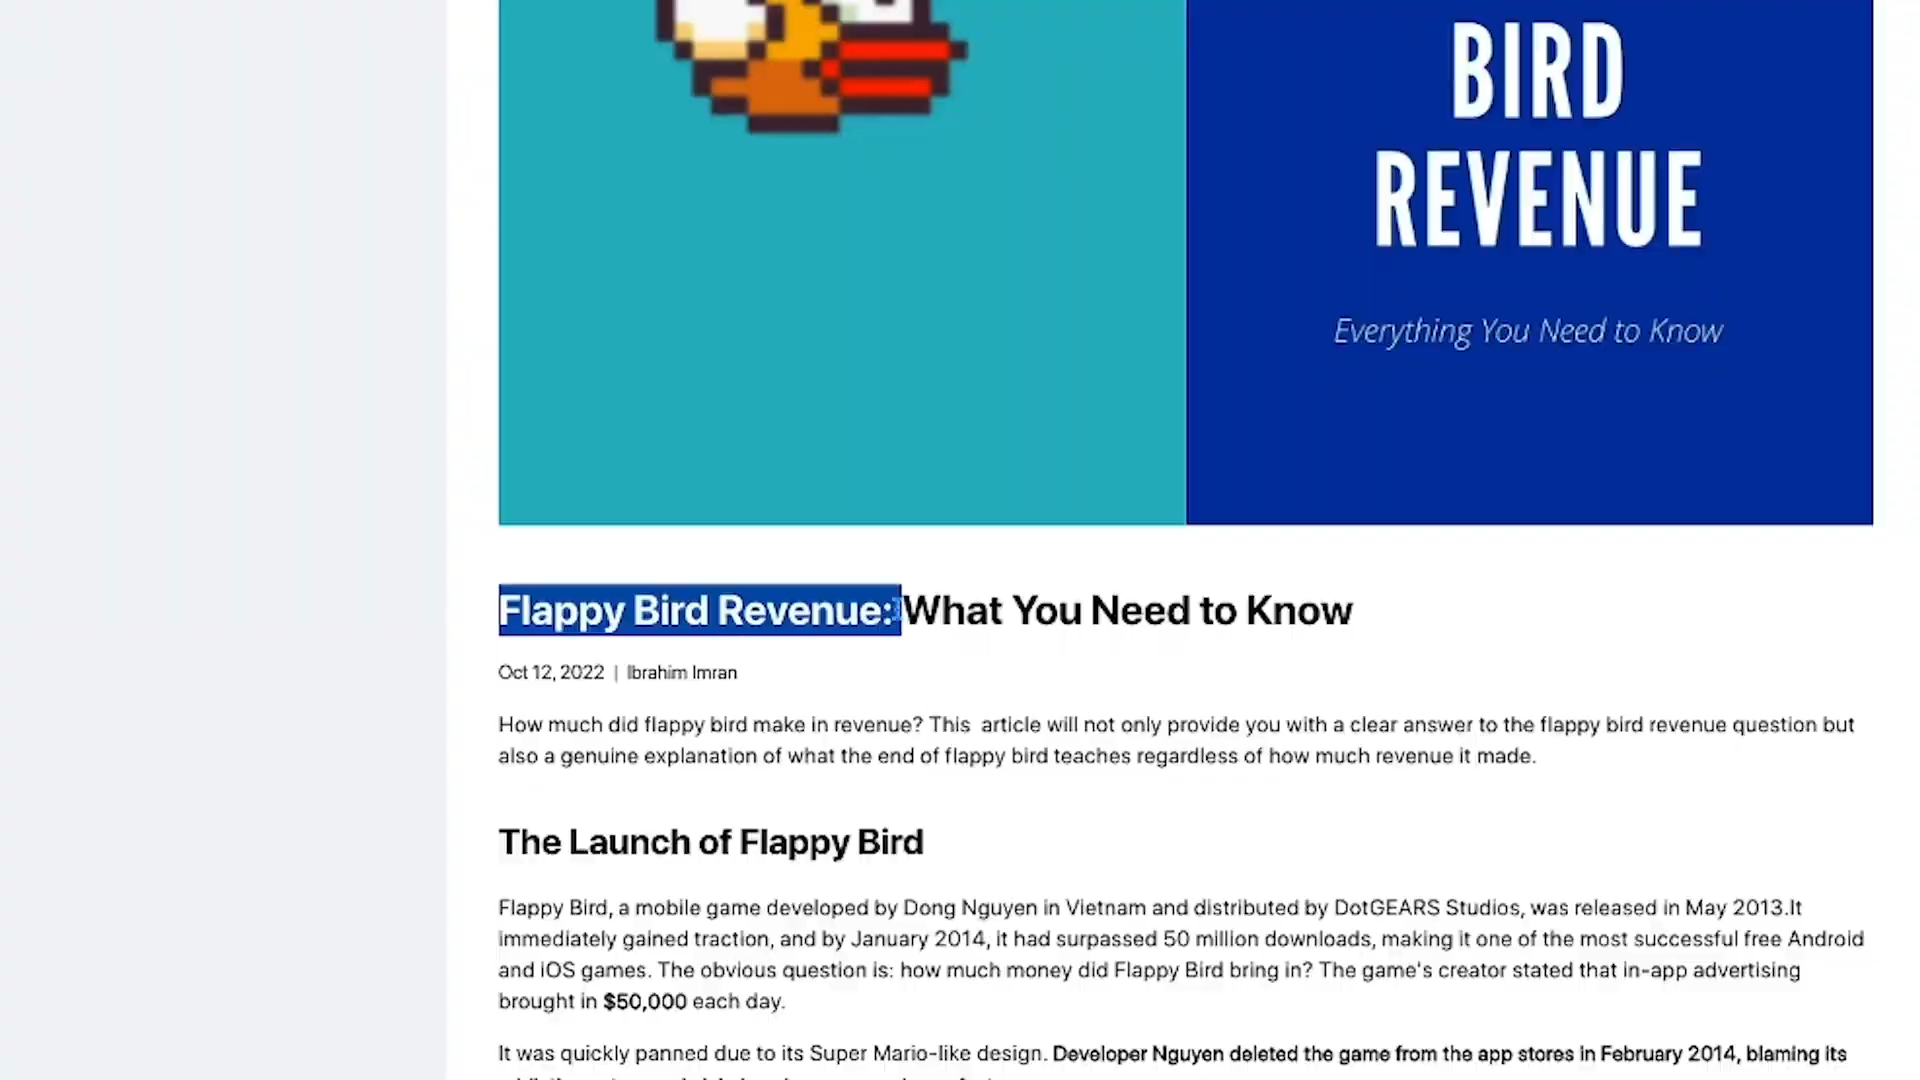 BIRD
REVENUE
Everything You Need to Know
Flappy Bird Revenue: What You Need to Know
Oct 12, 2022 | Ibrahim Imran
How much did flappy bird make in revenue? This article will not only provide you with a clear answer to the flappy bird revenue question but
also a genuine explanation of what the end of flappy bird teaches regardless of how much revenue it made.
The Launch of Flappy Bird
Flappy Bird, a mobile game developed by Dong Nguyen in Vietnam and distributed by DotGEARS Studios, was released in May 2013.It
immediately gained traction, and by January 2014, it had surpassed 50 million downloads, making it one of the most successful free Android
and iOS games. The obvious question is: how much money did Flappy Bird bring in? The game's creator stated that in-app advertising
brought in $50,000 each day.
It was quickly panned due to its Super Mario-like design. Developer Nguyen deleted the game from the app stores in February 2014, blaming its